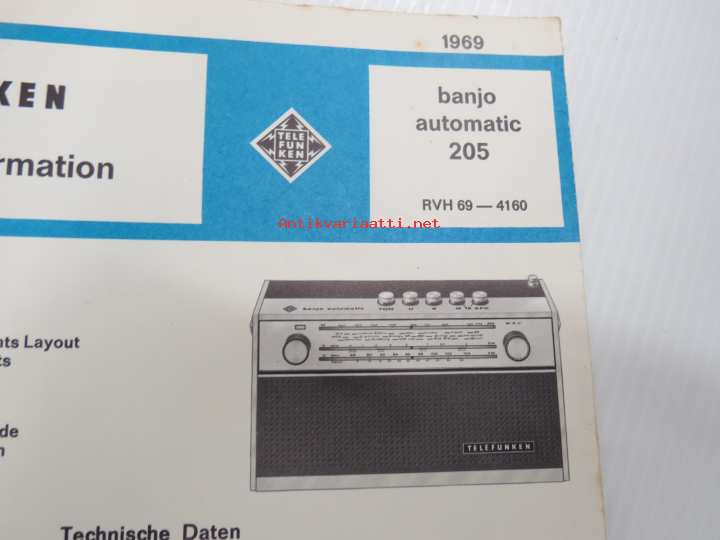 1969
KEN
rmation
TELE
FUN
KEN
banjo
automatic
205
RVH 69 — 4160
Antikvariaatti.net
banjo automatic
nts Layout
ts
de
n
TELEFUNKEN
Technische Daten